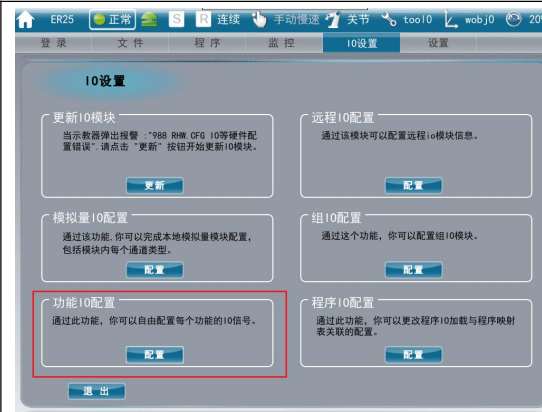 ER25 正常 S R 连续 手动慢速 关节 tool0 wobj0 20%
登录 文件 程序 监控 IO设置 设置
IO设置
更新IO模块
当示教器弹出报警 :"988 RHW.CFG IO等硬件配
置错误".请点击 "更新" 按钮开始更新IO模块。
更新
远程IO配置
通过该模块可以配置远程io模块信息。
配置
模拟量IO配置
通过该功能.你可以完成本地模拟量模块配置,
包括模块内每个通道类型。
配置
组IO配置
通过这个功能, 你可以配置组IO模块。
配置
功能IO配置
通过此功能, 你可以自由配置每个功能的IO信号。
配置
程序IO配置
通过此功能, 你可以更改程序IO加载与程序映射
表关联的配置。
配置
退出